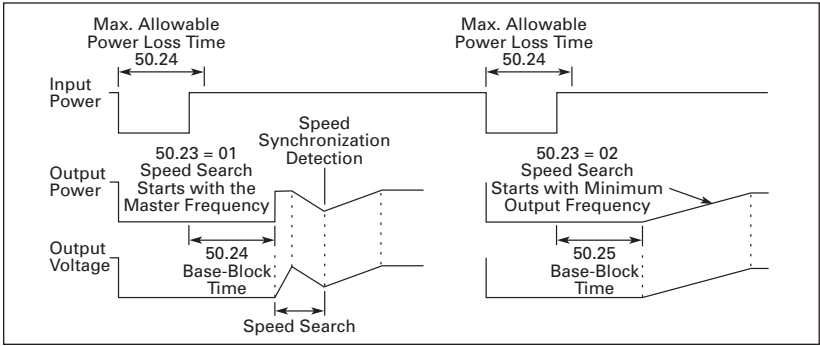 Max. Allowable
Power Loss Time
50.24
Max. Allowable
Power Loss Time
50.24
Input
Power
Speed
Synchronization
Detection
50.23 = 01
Speed Search
Starts with the
Master Frequency
50.23 = 02
Speed Search
Starts with Minimum
Output Frequency
Output
Power
Output
Voltage
50.24
Base-Block
Time
50.25
Base-Block
Time
Speed Search